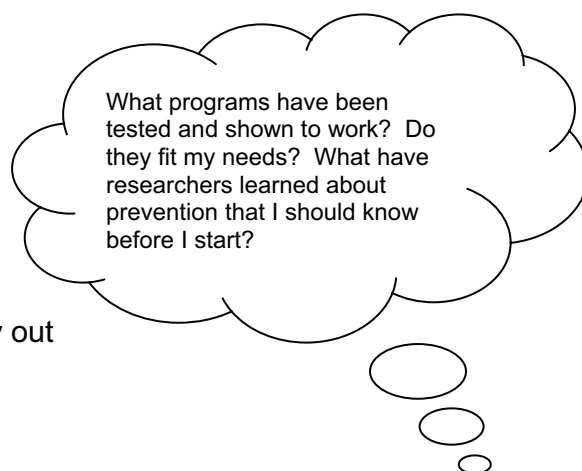 What programs have been
tested and shown to work?  Do
they fit my needs?  What have
researchers learned about
prevention that I should know
before I start?
out